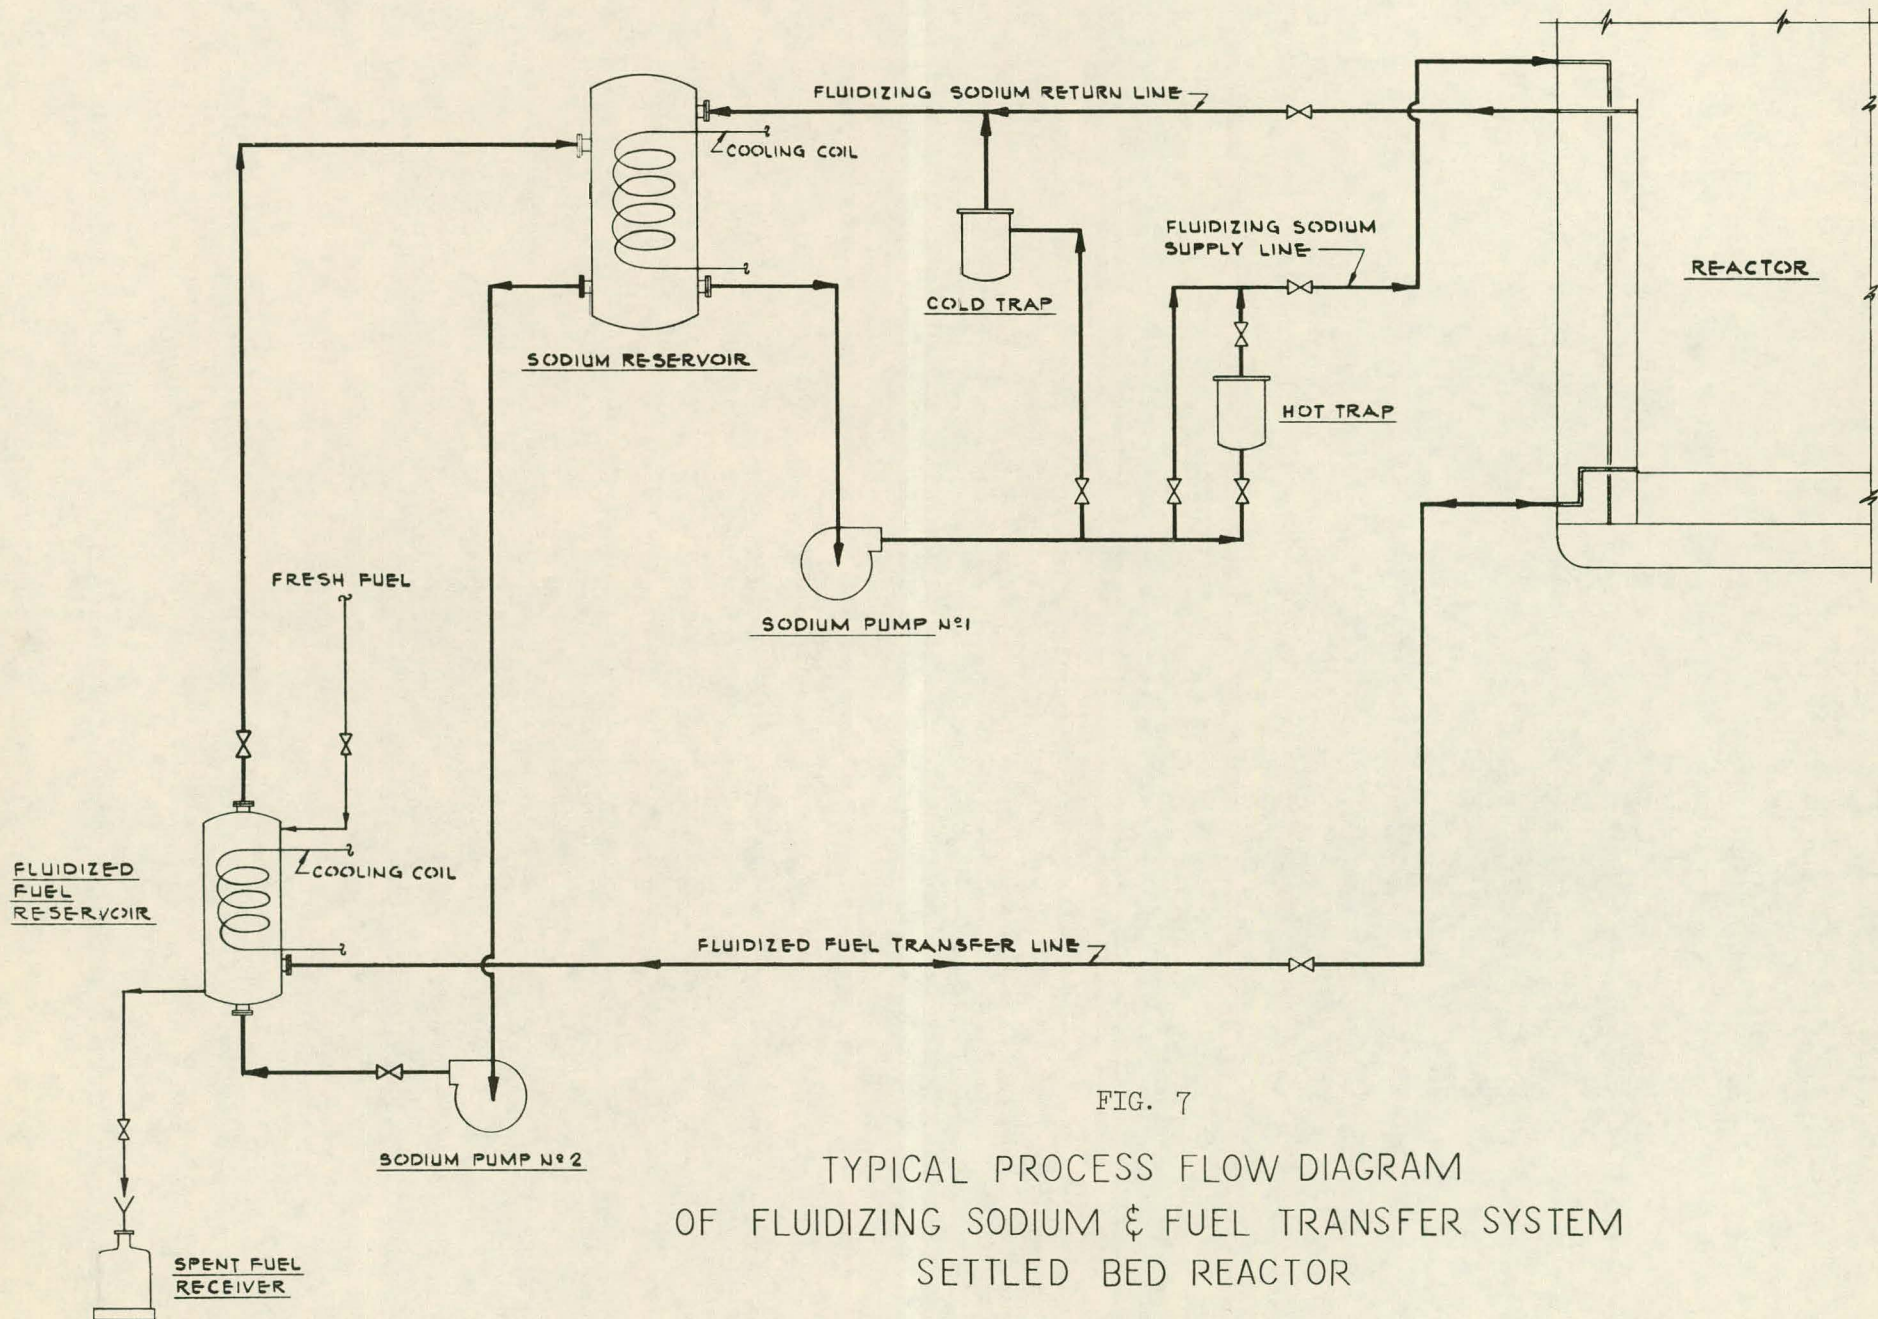 FLUIDIZING SODIUM RETURN LINE
COOLING COIL
FLUIDIZING SODIUM
SUPPLY LINE
REACTOR
COLD TRAP
SODIUM RESERVOIR
HOT TRAP
FRESH FUEL
SODIUM PUMP Nº1
FLUIDIZED
FUEL
RESERVOIR
COOLING COIL
FLUIDIZED FUEL TRANSFER LINE
SODIUM PUMP Nº2
SPENT FUEL
RECEIVER
FIG. 7
TYPICAL PROCESS FLOW DIAGRAM
OF FLUIDIZING SODIUM & FUEL TRANSFER SYSTEM
SETTLED BED REACTOR